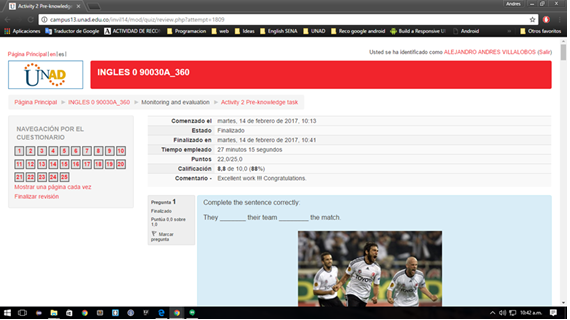 Activity 2 Pre-knowledge
Andres
campus13.unad.edu.co/invil14/mod/quiz/review.php?attempt=1809
Aplicaciones Traductor de Google ACTIVIDAD DE RECO Programacion web Ideas English SENA UNAD Reco google android Build a Responsive UI Android Otros favoritos
Página Principal|en|es|
Usted se ha identificado como ALEJANDRO ANDRES VILLALOBOS (Salir)
UNAD
INGLES 0 90030A_360
Página Principal INGLES 0 90030A_360 Monitoring and evaluation Activity 2 Pre-knowledge task
NAVEGACIÓN POR EL CUESTIONARIO
1 2 3 4 5 6 7 8 9 10
11 12 13 14 15 16 17 18 19 20
21 22 23 24 25
Mostrar una página cada vez
Finalizar revisión
Comenzado el martes, 14 de febrero de 2017, 10:13
Estado Finalizado
Finalizado en martes, 14 de febrero de 2017, 10:41
Tiempo empleado 27 minutos 15 segundos
Puntos 22,0/25,0
Calificación 8,8 de 10.0 (88%)
Comentario - Excelent work !!! Congratulations.
Pregunta 1
Finalizado
Puntúa 0.0 sobre 1.0
Marcar pregunta
Complete the sentence correctly.
They _______ their team ________ the match.
10:42 a.m.